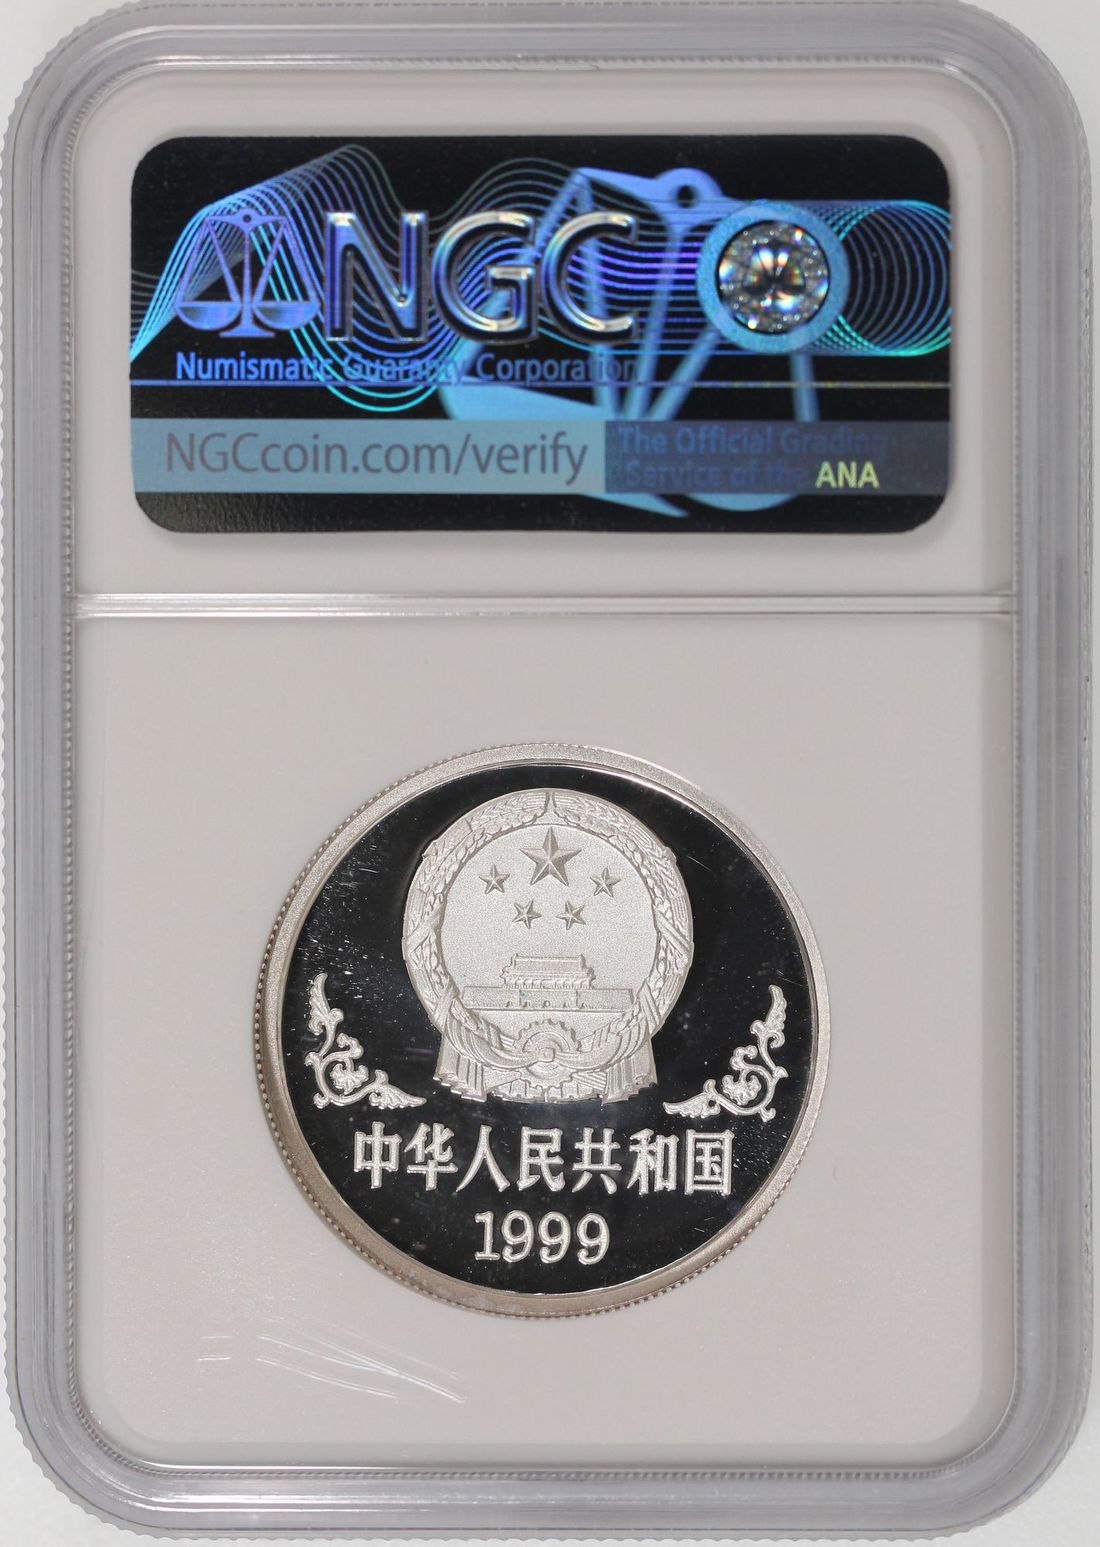 NGC
Numismatic Guaranty Corporation
NGCcoin.com/verify
The Official Grading
Service of the ANA
中华人民共和国
1999